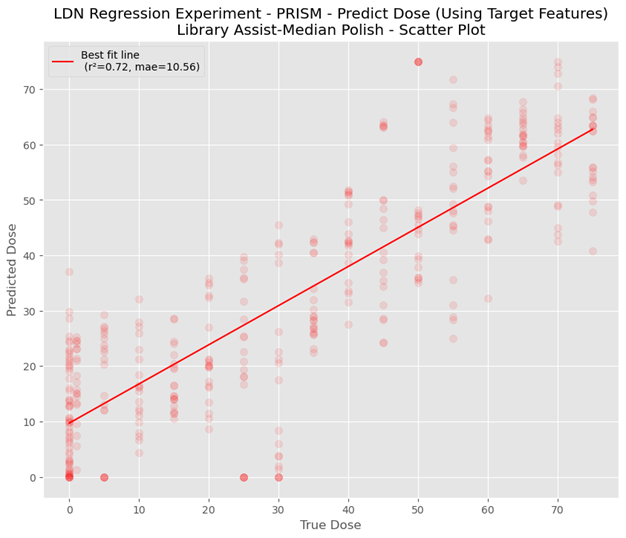 LDN Regression Experiment - PRISM - Predict Dose (Using Target Features)
Library Assist-Median Polish - Scatter Plot
Best fit line
(r²=0.72, mae=10.56)
70
60
50
40
30
20
10
0
Predicted Dose
0 10 20 30 40 50 60 70
True Dose